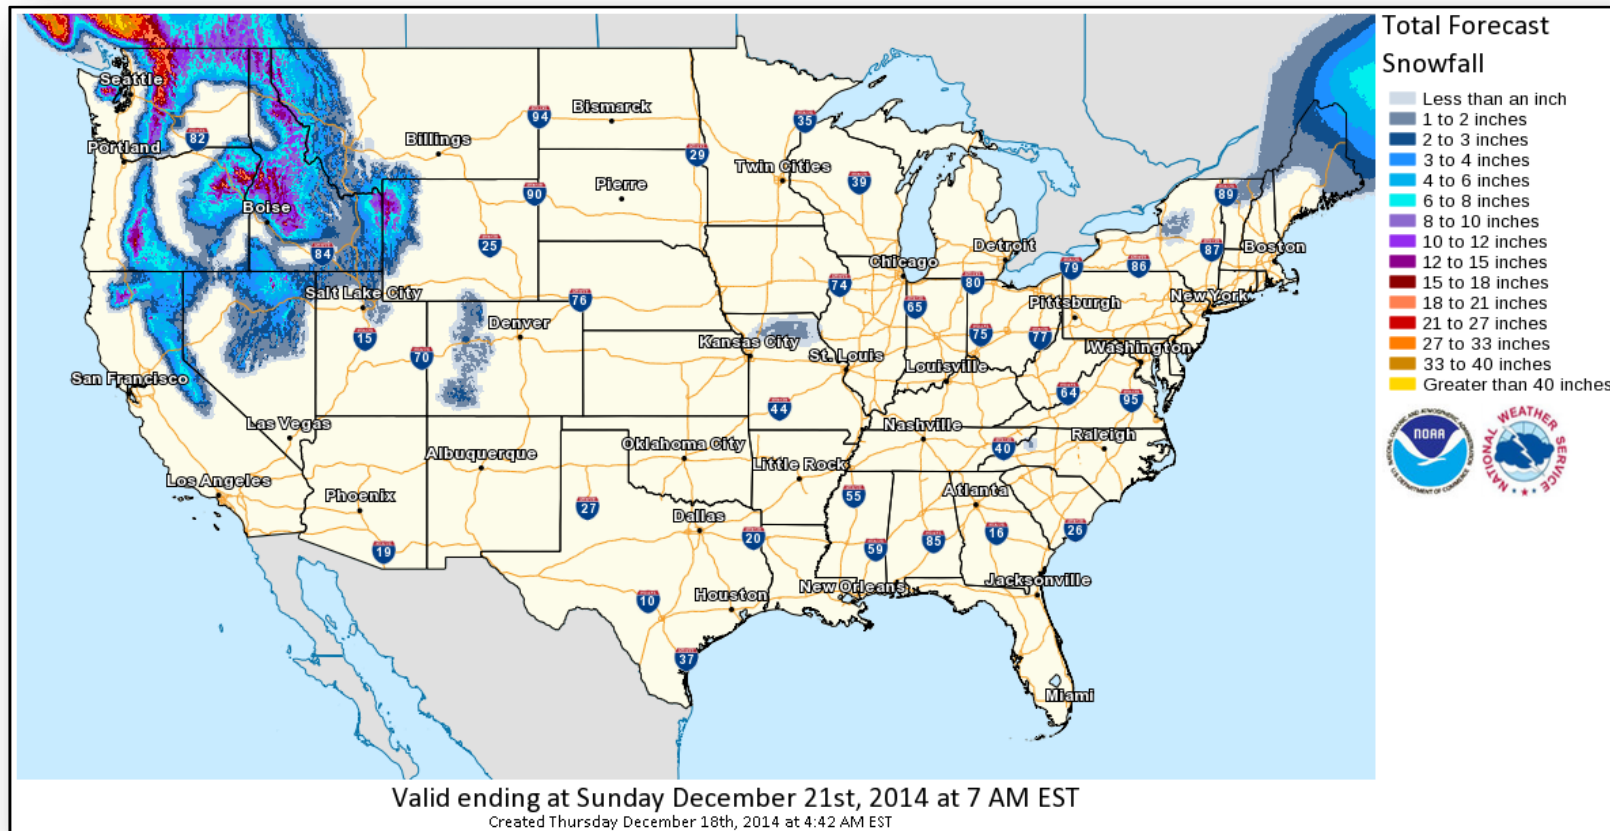 Total Forecast
Snowfall
Less than an inch
1 to 2 inches
2 to 3 inches
3 to 4 inches
4 to 6 inches
6 to 8 inches
8 to 10 inches
10 to 12 inches
12 to 15 inches
15 to 18 inches
18 to 21 inches
21 to 27 inches
27 to 33 inches
33 to 40 inches
Greater than 40 inches
NOAA
NATIONAL OCEANIC AND ATMOSPHERIC ADMINISTRATION
U.S. DEPARTMENT OF COMMERCE
NATIONAL WEATHER SERVICE
Seattle
82
Portland
Boise
84
Billings
94
Bismarck
29
35
Twin Cities
39
Pierre
90
25
Salt Lake City
15
70
Denver
76
Kansas City
St. Louis
74
Chicago
65
80
Detroit
79
86
87
89
Boston
New York
Pittsburgh
75
77
Washington
Louisville
64
95
44
Nashville
40
Raleigh
San Francisco
Las Vegas
Los Angeles
Phoenix
Albuquerque
Oklahoma City
Little Rock
27
Dallas
20
55
Atlanta
59
85
16
26
19
10
Houston
New Orleans
Jacksonville
37
Miami
Valid ending at Sunday December 21st, 2014 at 7 AM EST
Created Thursday December 18th, 2014 at 4:42 AM EST